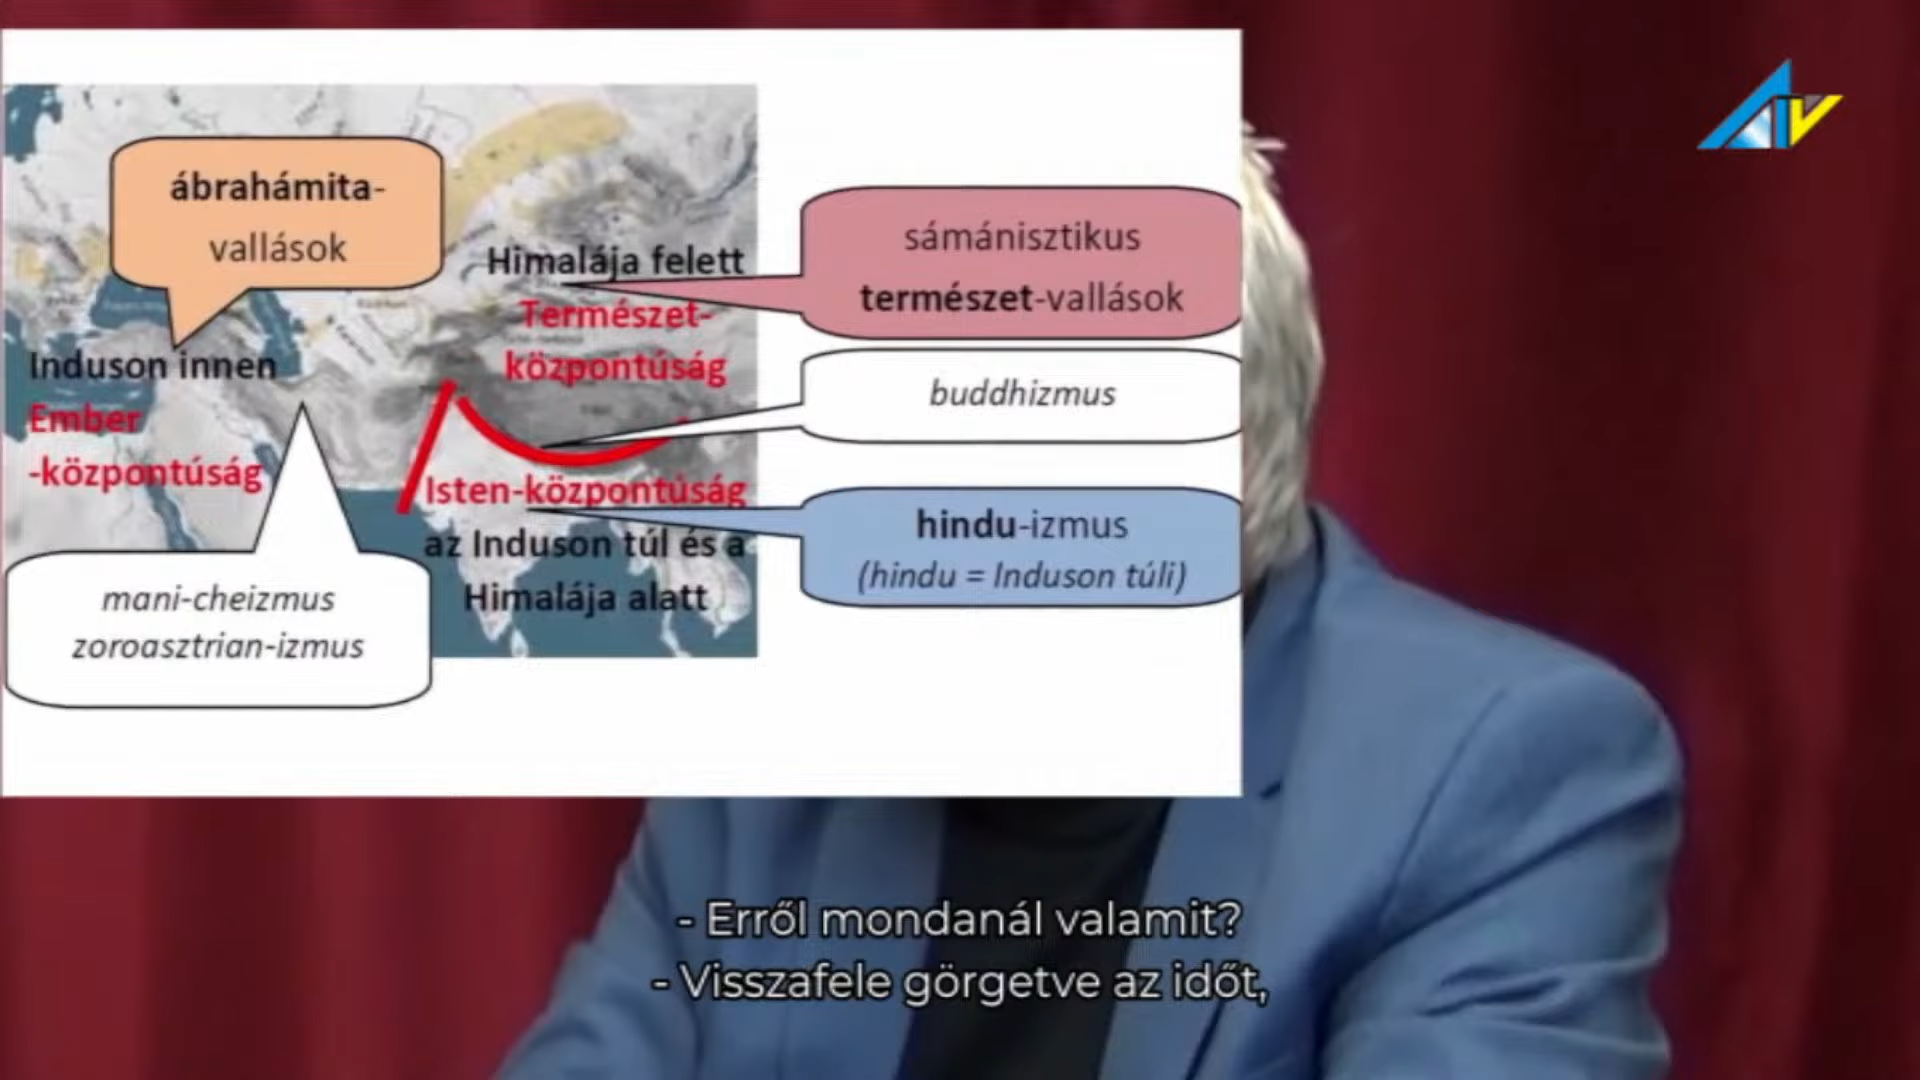 ábrahámita-
vallások
Himalája felett
Természet-
központúság
Induson innen
Ember
-központúság
Isten-központúság
az Induson túl és a
Himalája alatt
mani-cheizmus
zoroasztrian-izmus
sámánisztikus
természet-vallások
buddhizmus
hindu-izmus
(hindu = Induson túli)
ATV
- Erről mondanál valamit?
- Visszafele görgetve az időt,